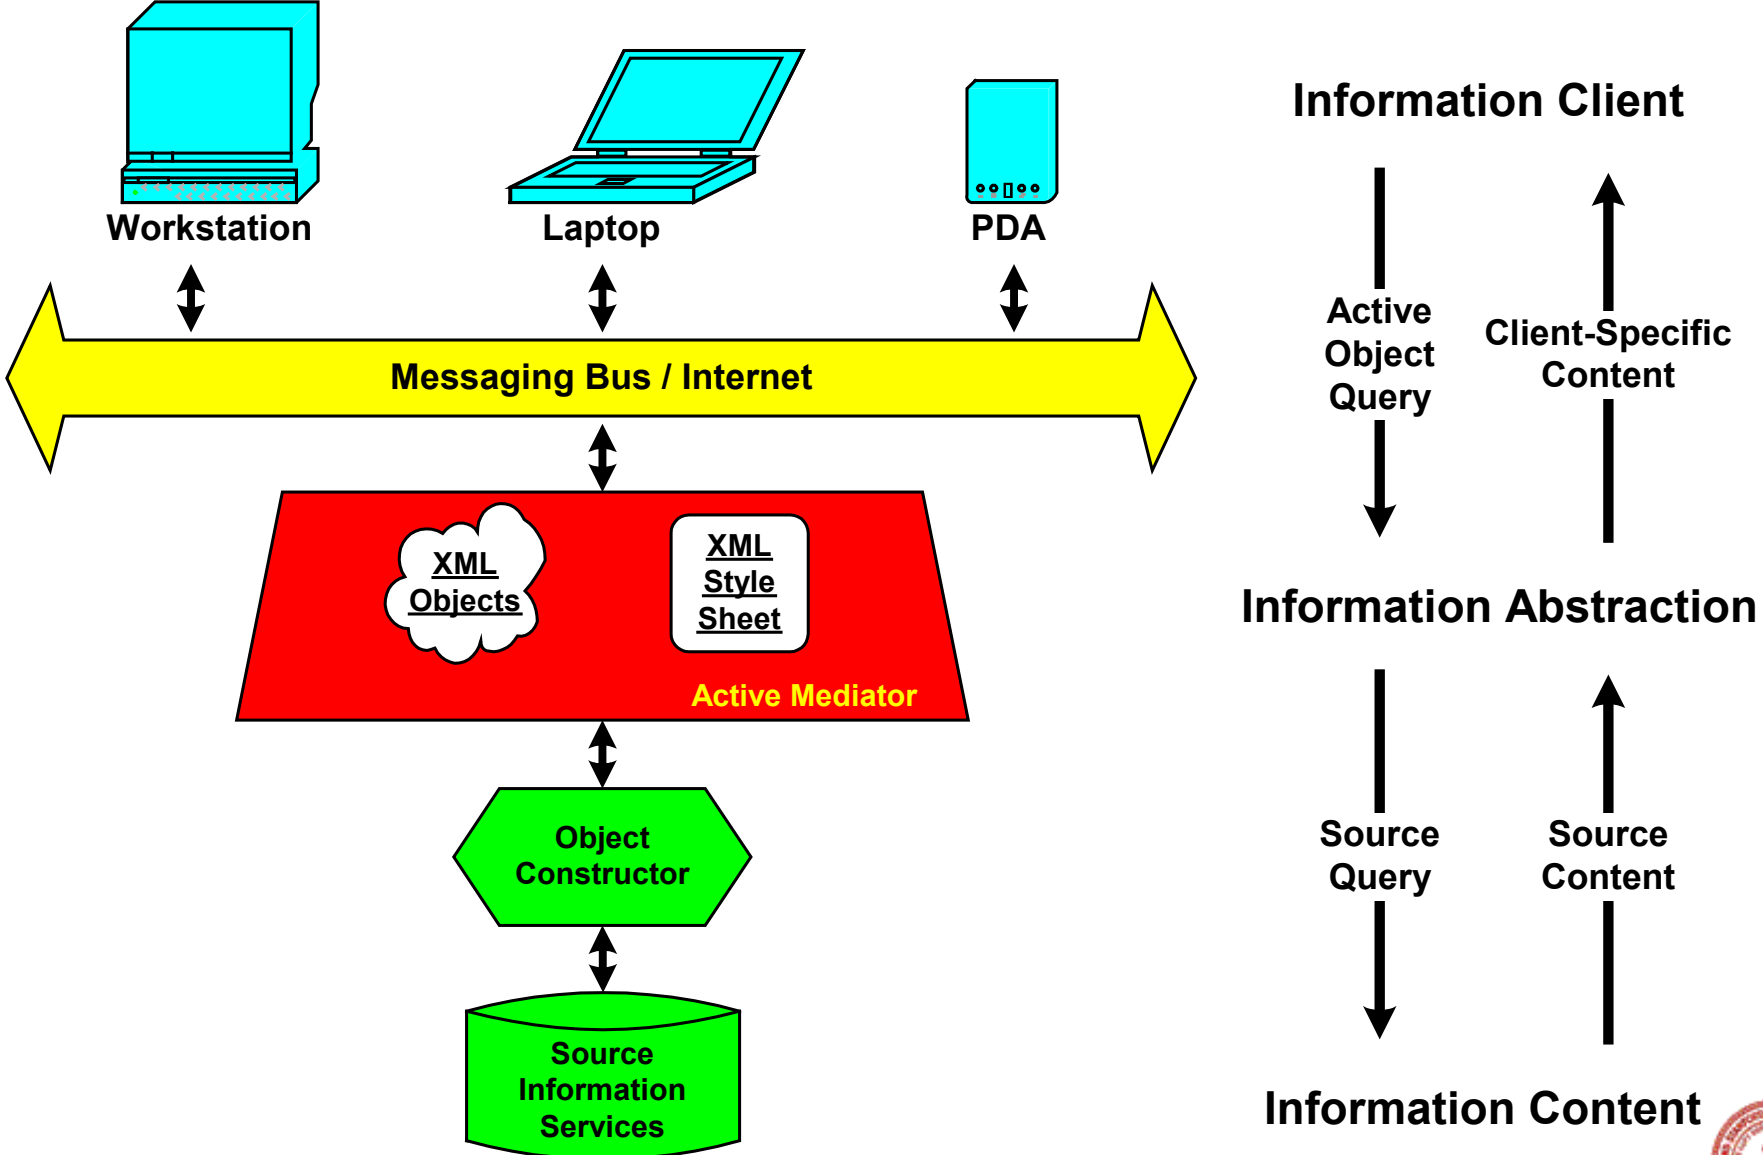 Workstation
Laptop
PDA
Messaging Bus / Internet
XML
Objects
XML
Style
Sheet
Active Mediator
Object
Constructor
Source
Information
Services
Information Client
Active
Object
Query
Client-Specific
Content
Information Abstraction
Source
Query
Source
Content
Information Content